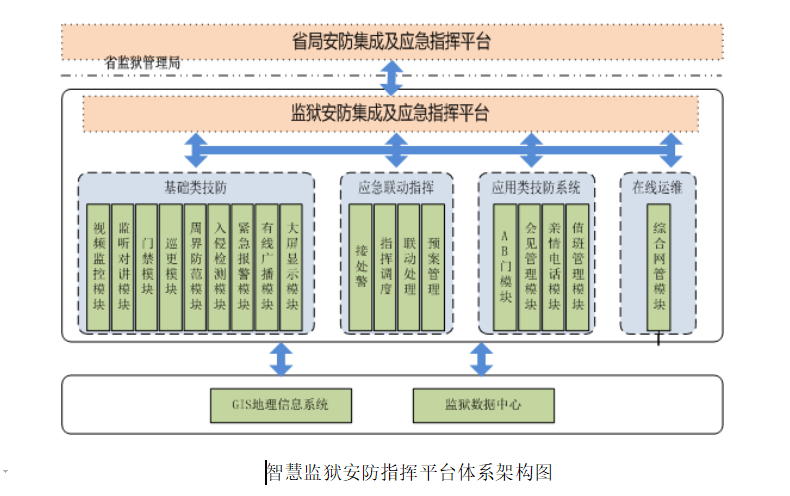 省局安防集成及应急指挥平台
省监狱管理局
监狱安防集成及应急指挥平台
基础类技防
视频监控模块
监听对讲模块
门禁模块
巡更模块
周界防范模块
入侵检测模块
紧急报警模块
有线广播模块
大屏显示模块
应急联动指挥
接处警
指挥调度
联动处理
预案管理
应用类技防系统
AB门模块
会见管理模块
亲情电话模块
值班管理模块
在线运维
综合网管模块
GIS地理信息系统
监狱数据中心
智慧监狱安防指挥平台体系架构图